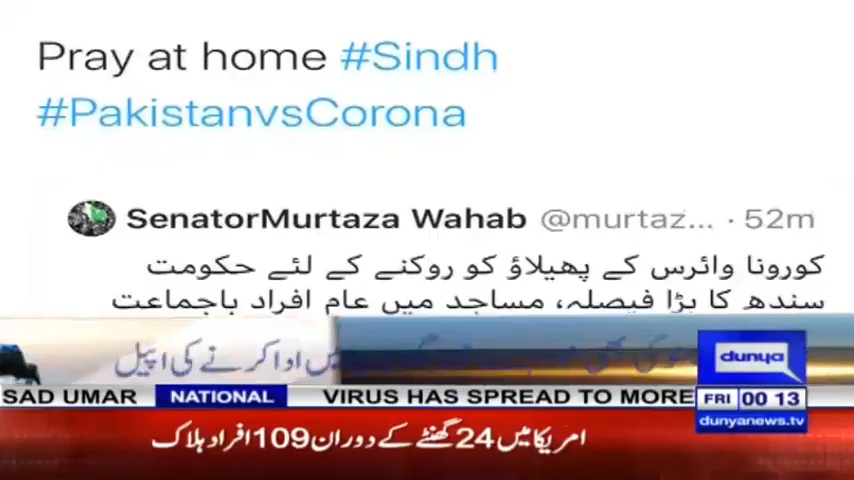 Pray at home #Sindh
#PakistanvsCorona
SenatorMurtaza Wahab @murtaz... · 52m
کورونا وائرس کے پھیلاؤ کو روکنے کے لئے حکومت
سندھ کا بڑا فیصلہ، مساجد میں عام افراد باجماعت
ادا کرنے کی اپیل
dunya
SAD UMAR NATIONAL VIRUS HAS SPREAD TO MORE
FRI 00 13
dunyanews.tv
امریکا میں 24 گھنٹے کے دوران 109 افراد ہلاک